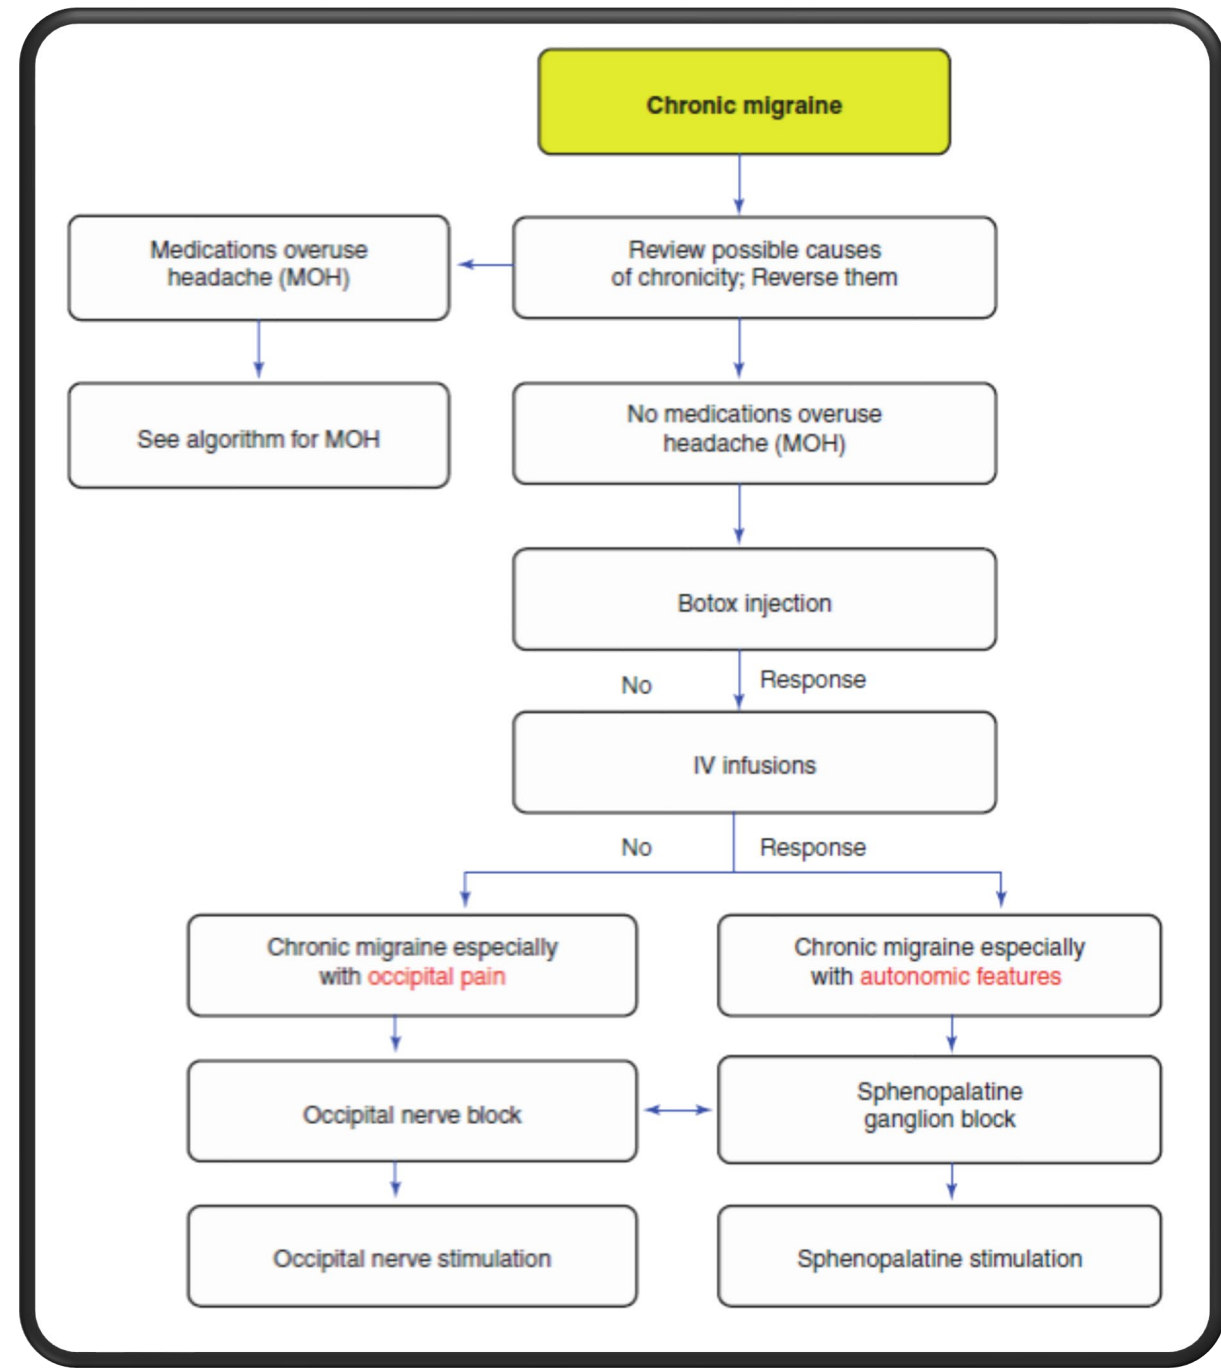 Chronic migraine
Medications overuse
headache (MOH)
Review possible causes
of chronicity; Reverse them
See algorithm for MOH
No medications overuse
headache (MOH)
Botox injection
No Response
IV infusions
No Response
Chronic migraine especially
with occipital pain
Chronic migraine especially
with autonomic features
Occipital nerve block
Sphenopalatine
ganglion block
Occipital nerve stimulation
Sphenopalatine stimulation